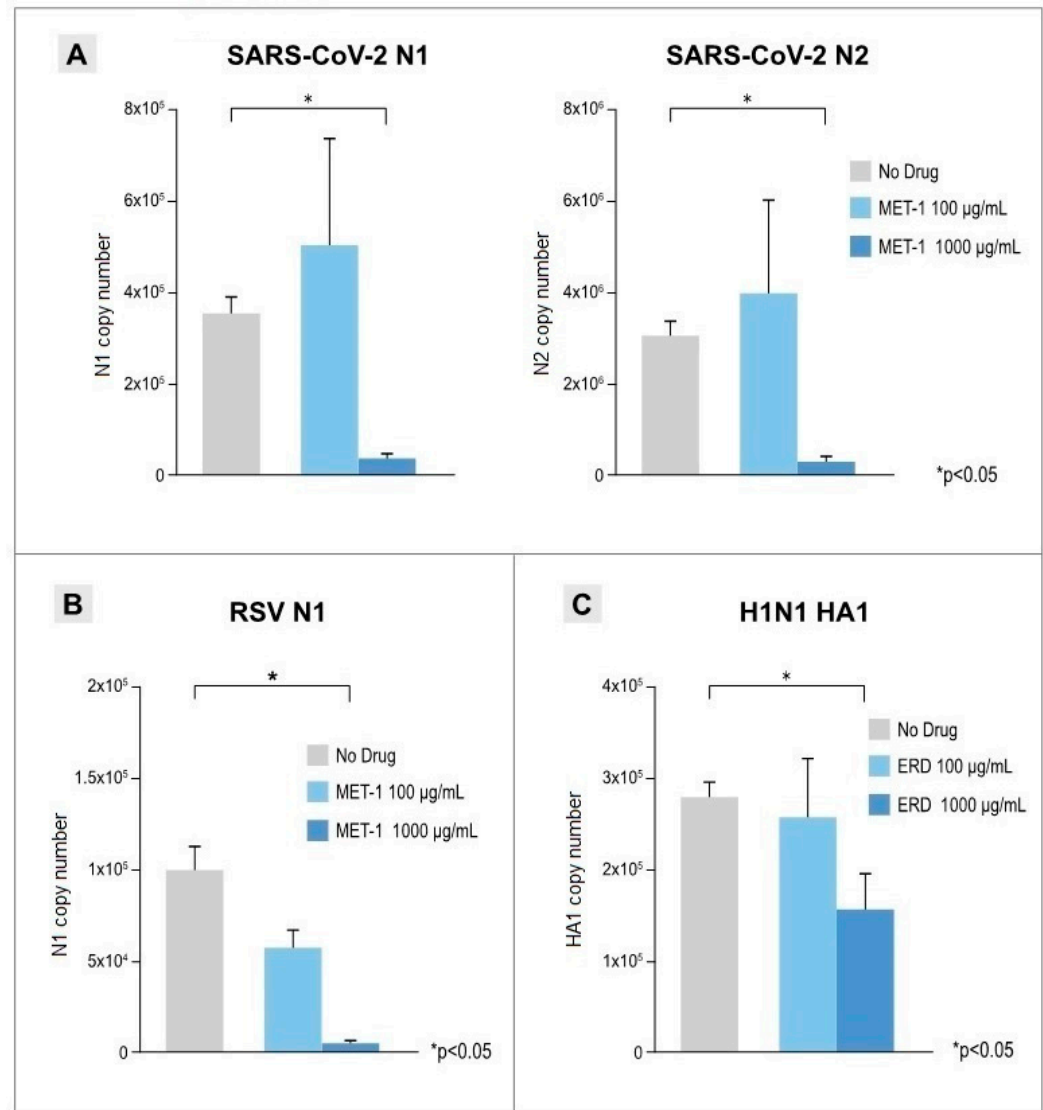 A
SARS-CoV-2 N1
*
8x10⁵
6x10⁵
4x10⁵
2x10⁵
0
N1 copy number
SARS-CoV-2 N2
*
8x10⁶
6x10⁶
4x10⁶
2x10⁶
0
N2 copy number
No Drug
MET-1 100 µg/mL
MET-1 1000 µg/mL
*p<0.05
B
RSV N1
*
2x10⁵
1.5x10⁵
1x10⁵
5x10⁴
0
N1 copy number
No Drug
MET-1 100 µg/mL
MET-1 1000 µg/mL
*p<0.05
C
H1N1 HA1
*
4x10⁵
3x10⁵
2x10⁵
1x10⁵
0
HA1 copy number
No Drug
ERD 100 µg/mL
ERD 1000 µg/mL
*p<0.05